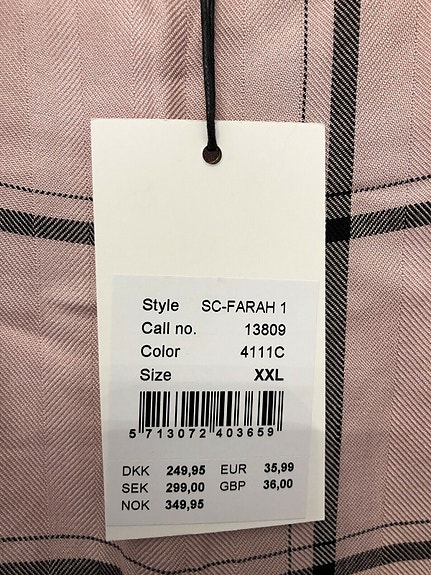 Style SC-FARAH 1
Call no. 13809
Color 4111C
Size XXL
5 713072 403659
DKK 249,95 EUR 35,99
SEK 299,00 GBP 36,00
NOK 349,95